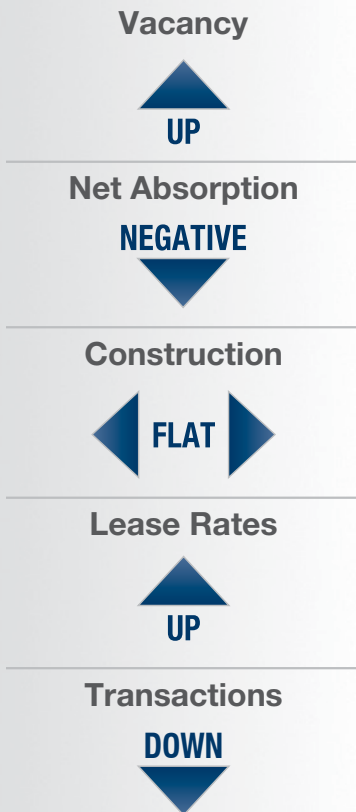 Vacancy
UP
Net Absorption
NEGATIVE
Construction
FLAT
Lease Rates
UP
Transactions
DOWN